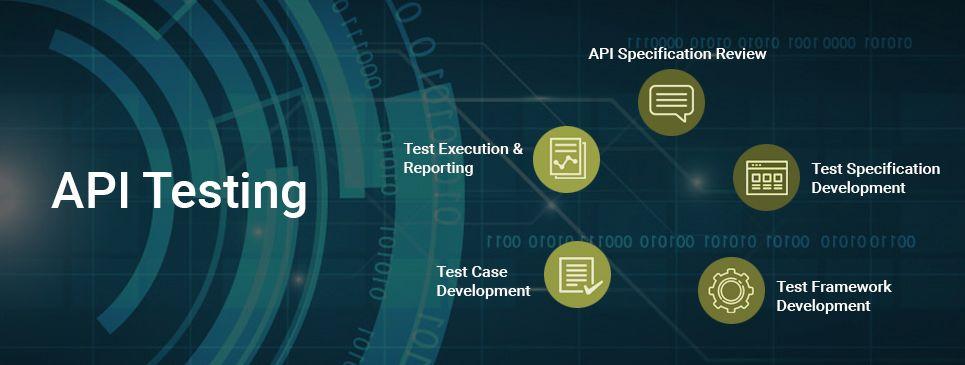 API Testing
API Specification Review
Test Specification
Development
Test Framework
Development
Test Case
Development
Test Execution &
Reporting